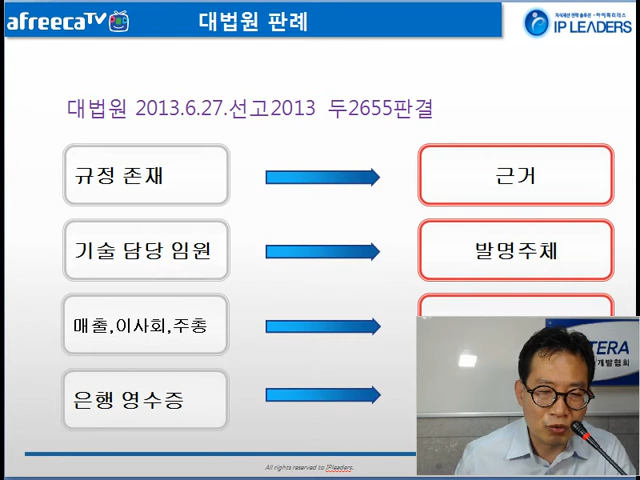 afreecaTV
대법원 판례
지식재산 전략 솔루션 - 아이피리더스
IP LEADERS
대법원 2013.6.27.선고2013 두2655판결
규정 존재
근거
기술 담당 임원
발명주체
매출,이사회,주총
은행 영수증
TERA
개발협회
All rights reserved to IPleaders.